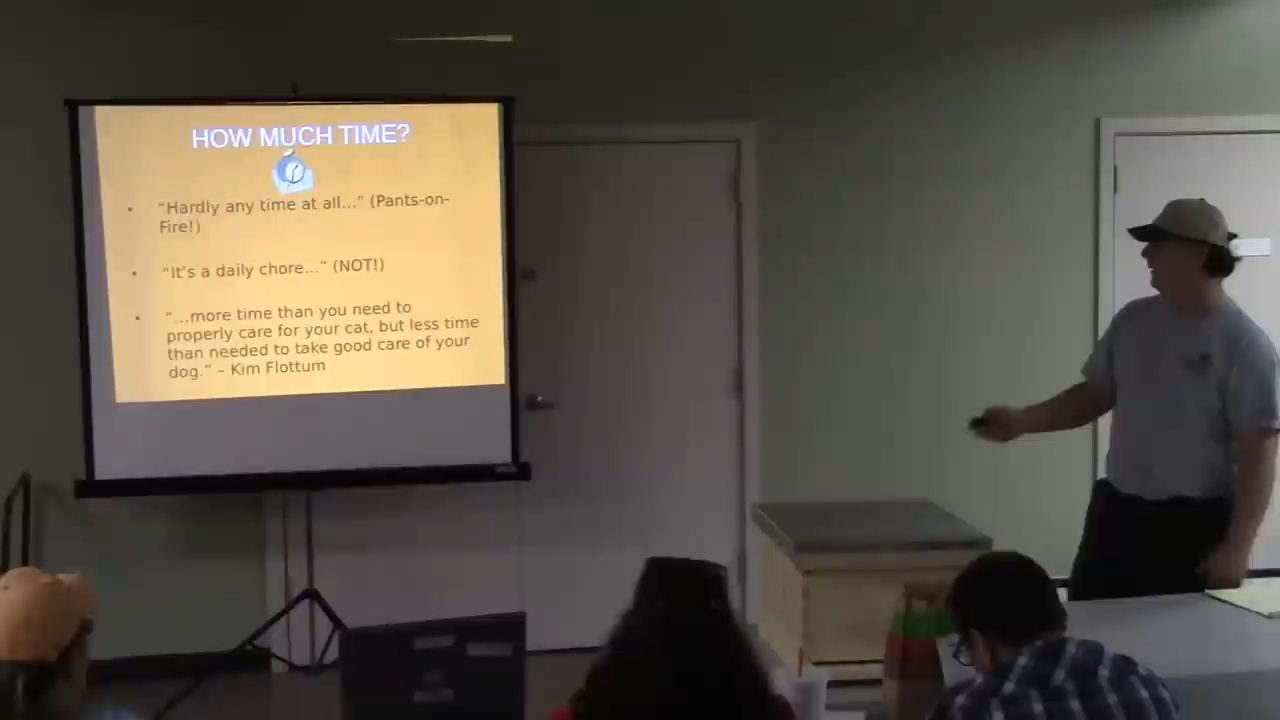 HOW MUCH TIME?
• “Hardly any time at all…” (Pants-on-
Fire!)
• “It’s a daily chore…” (NOT!)
• “…more time than you need to
properly care for your cat, but less time
than needed to take good care of your
dog.” – Kim Flottum